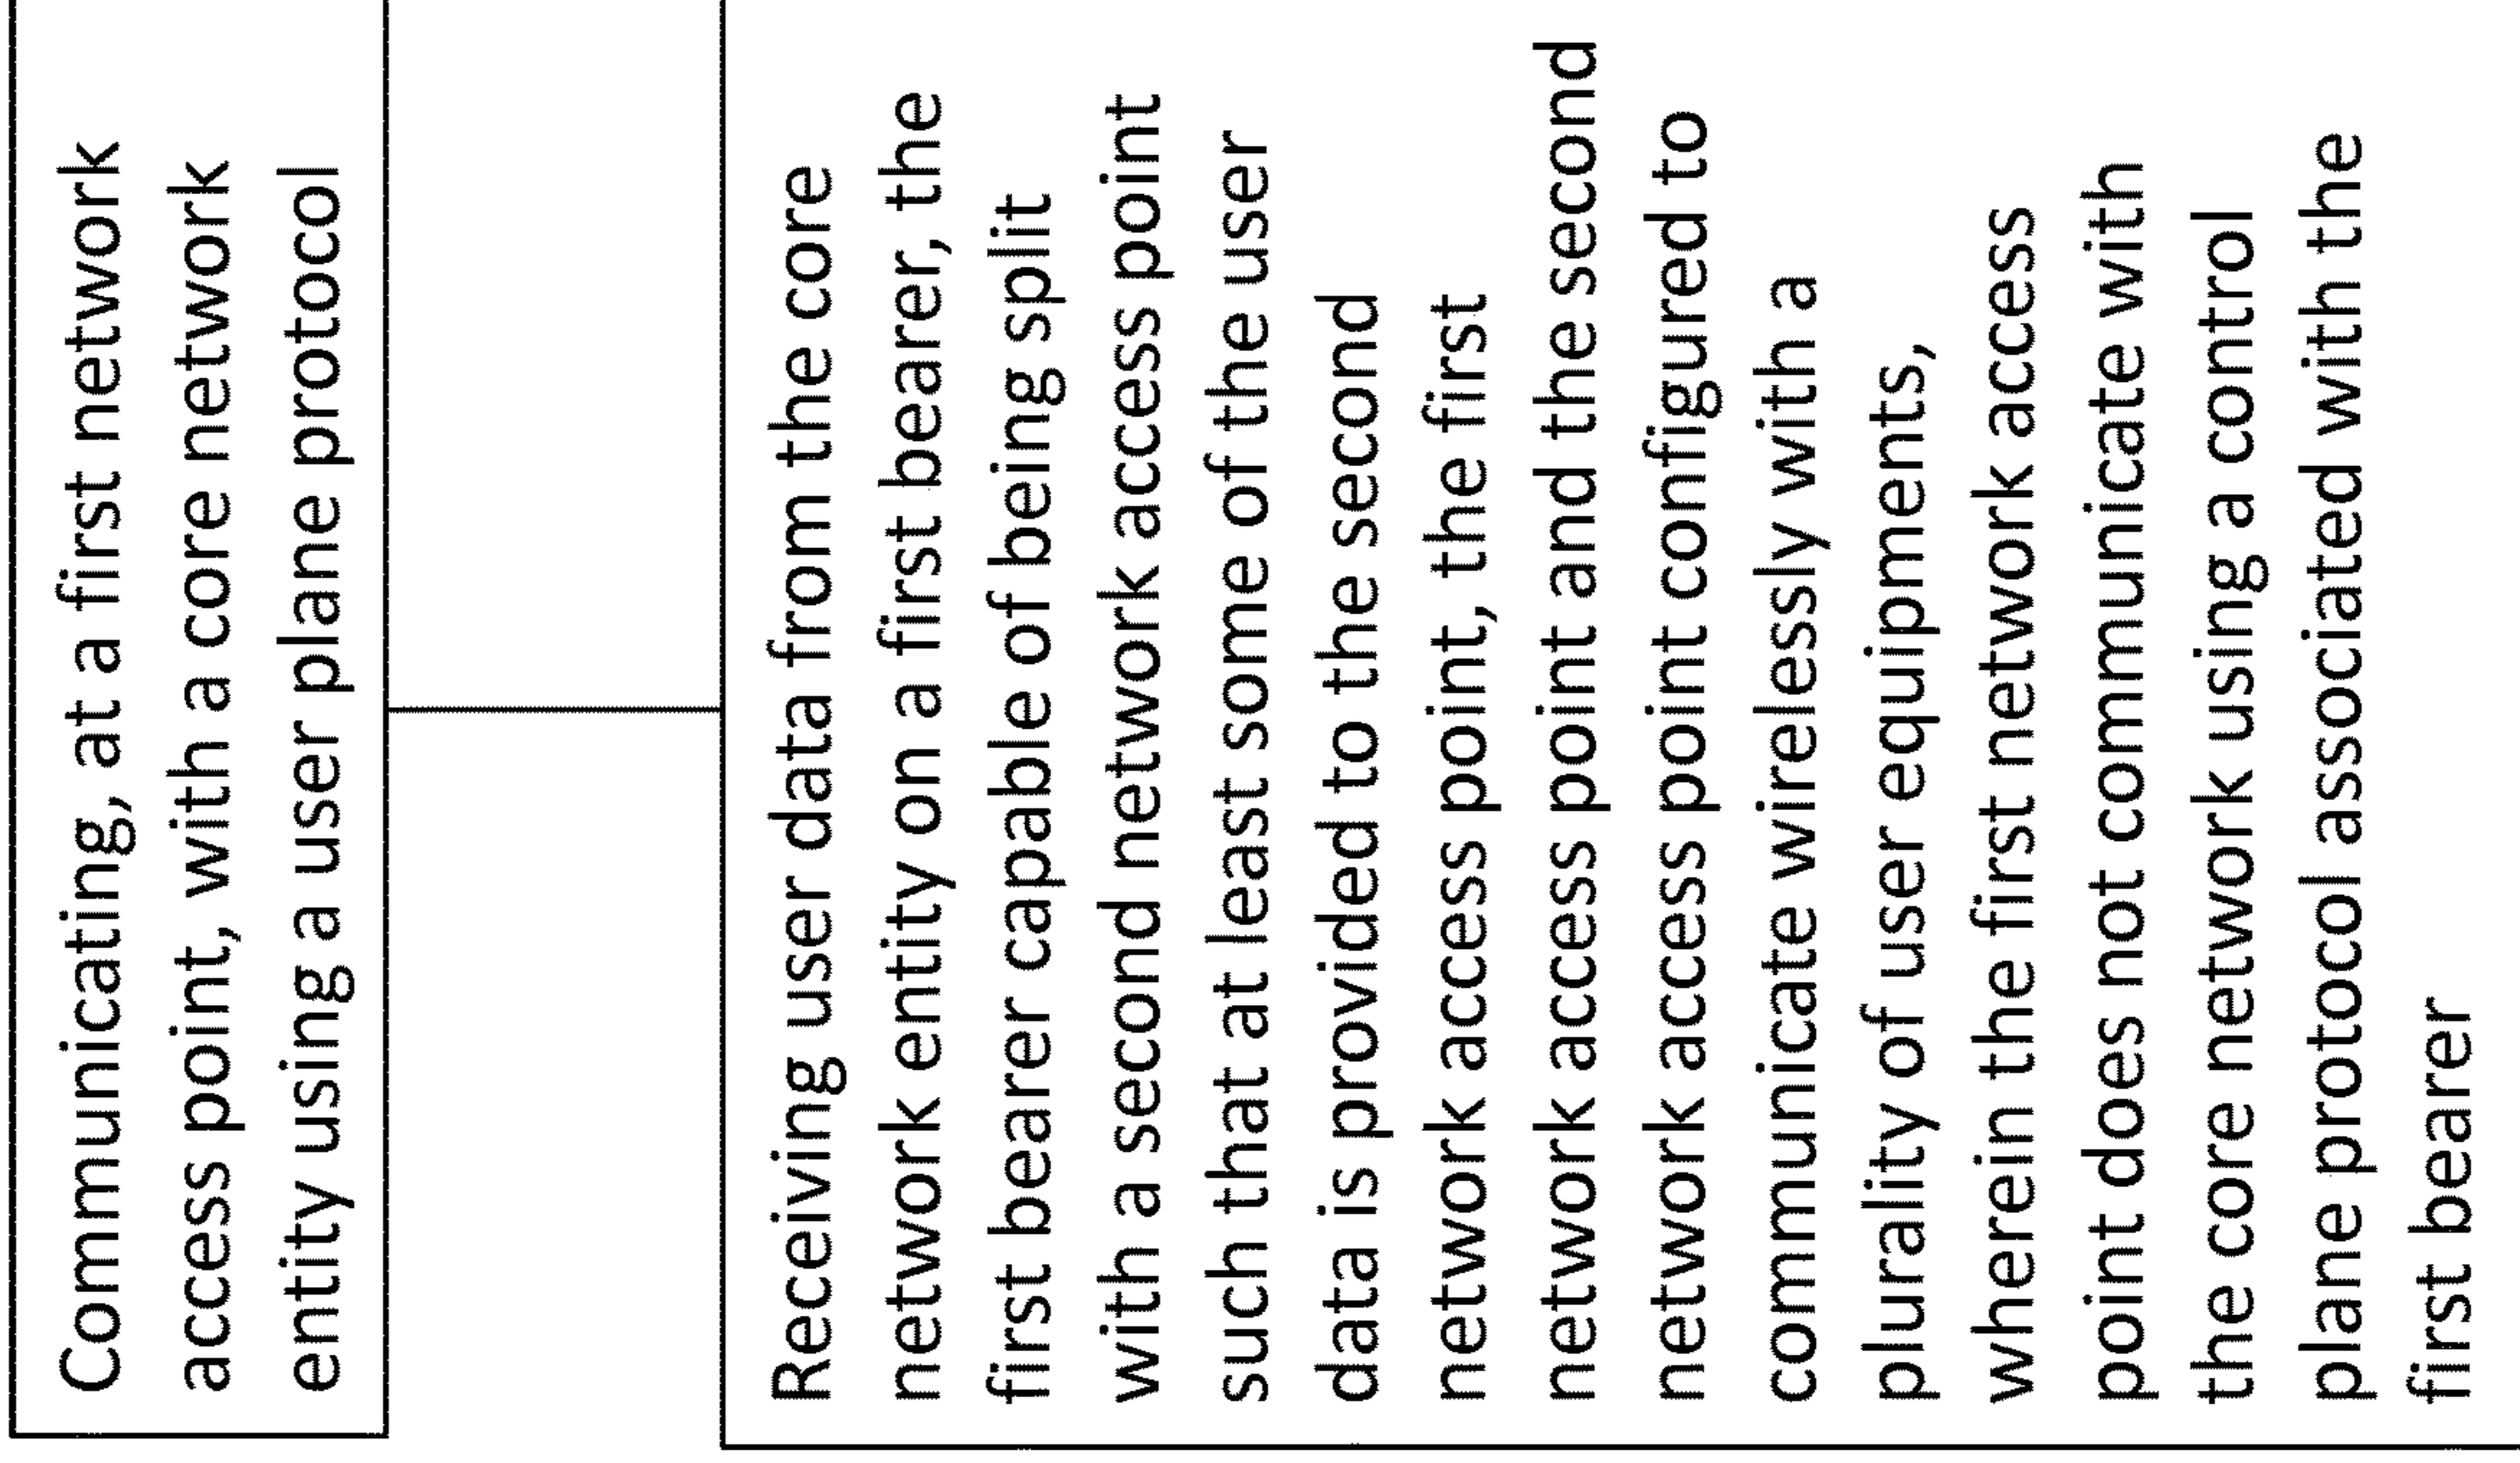 Communicating, at a first network
access point, with a core network
entity using a user plane protocol
Receiving user data from the core
network entity on a first bearer, the
first bearer capable of being split
with a second network access point
such that at least some of the user
data is provided to the second
network access point, the first
network access point and the second
network access point configured to
communicate wirelessly with a
plurality of user equipments,
wherein the first network access
point does not communicate with
the core network using a control
plane protocol associated with the
first bearer